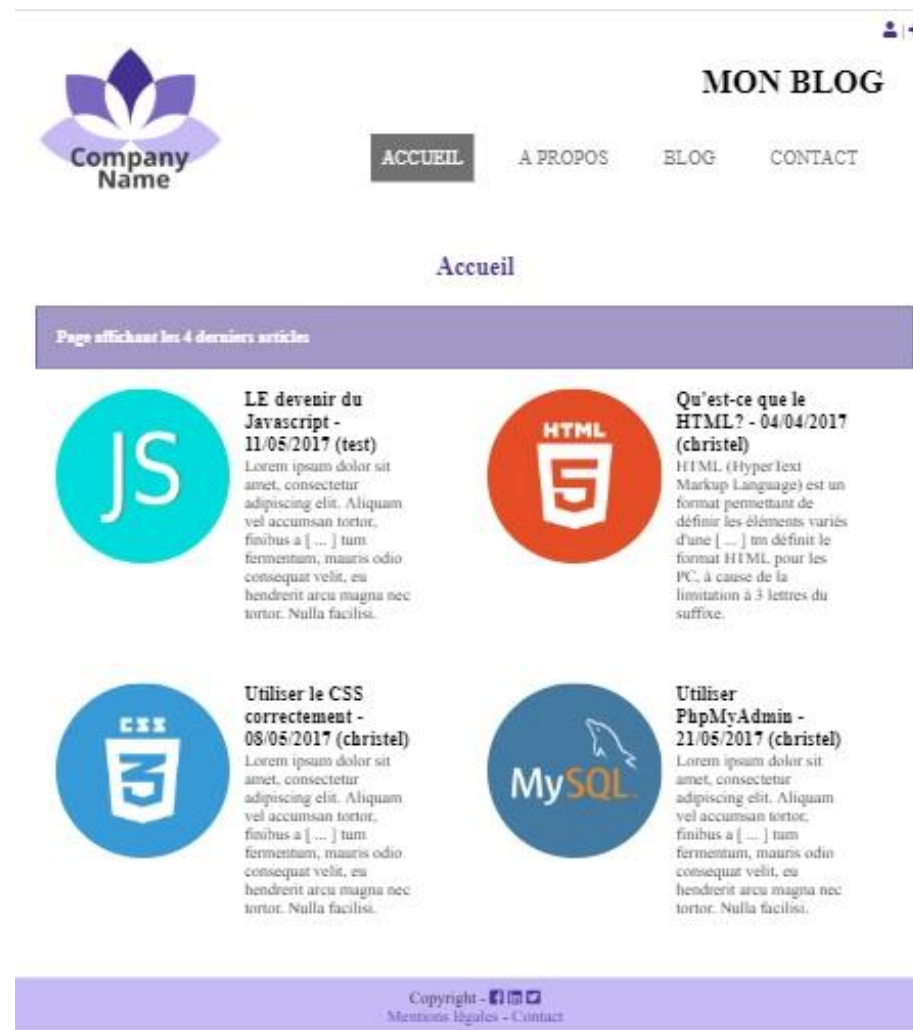 MON BLOG
Company
Name
ACCUEIL A PROPOS BLOG CONTACT
Accueil
Page affichant les 4 derniers articles
JS
LE devenir du
Javascript -
11/05/2017 (test)
Lorem ipsum dolor sit
amet, consectetur
adipiscing elit. Aliquam
vel accumsan tortor,
finibus a [ ... ] tum
fermentum, mauris odio
consequat velit, eu
hendrerit arcu magna nec
tortor. Nulla facilisi.
HTML
5
Qu'est-ce que le
HTML? - 04/04/2017
(christel)
HTML (HyperText
Markup Language) est un
format permettant de
définir les éléments variés
d'une [ ... ] tm définit le
format HTML pour les
PC, à cause de la
limitation à 3 lettres du
suffixe.
CSS
3
Utiliser le CSS
correctement -
08/05/2017 (christel)
Lorem ipsum dolor sit
amet, consectetur
adipiscing elit. Aliquam
vel accumsan tortor,
finibus a [ ... ] tum
fermentum, mauris odio
consequat velit, eu
hendrerit arcu magna nec
tortor. Nulla facilisi.
MySQL
Utiliser
PhpMyAdmin -
21/05/2017 (christel)
Lorem ipsum dolor sit
amet, consectetur
adipiscing elit. Aliquam
vel accumsan tortor,
finibus a [ ... ] tum
fermentum, mauris odio
consequat velit, eu
hendrerit arcu magna nec
tortor. Nulla facilisi.
Copyright -
Mentions légales - Contact